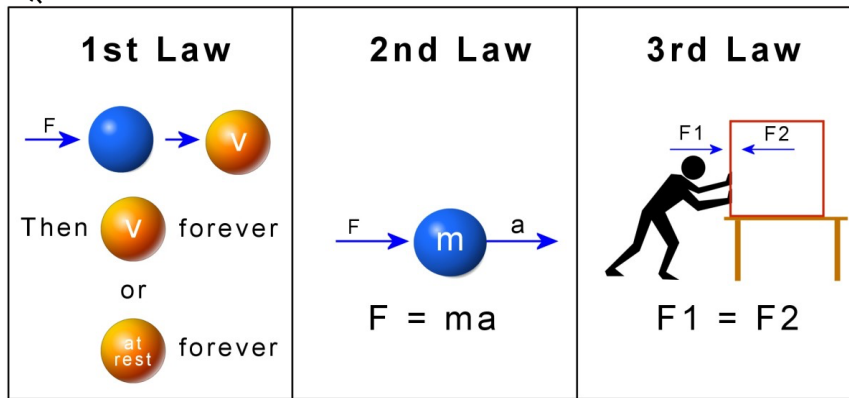 1st Law
F
v
Then v forever
or
at
rest forever
2nd Law
F
m
a
F = ma
3rd Law
F1 F2
F1 = F2